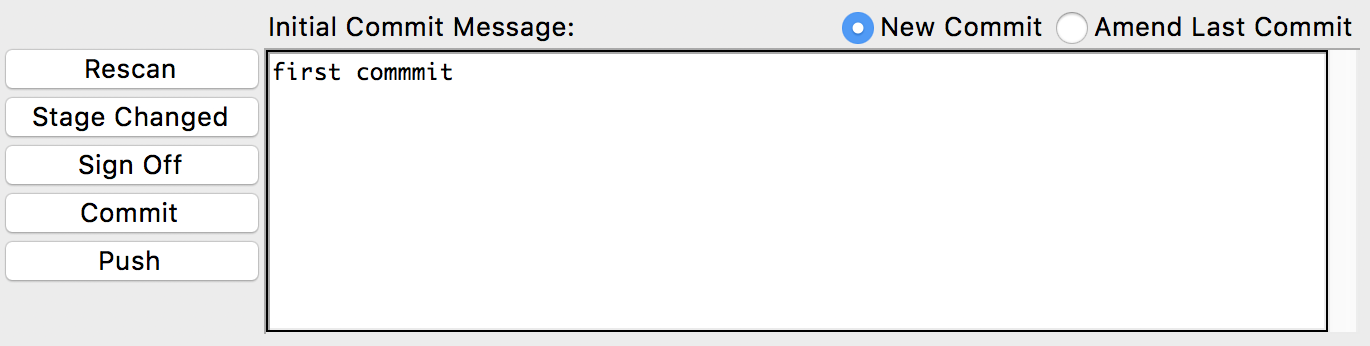 Initial Commit Message: New Commit Amend Last Commit
Rescan
first commmit
Stage Changed
Sign Off
Commit
Push